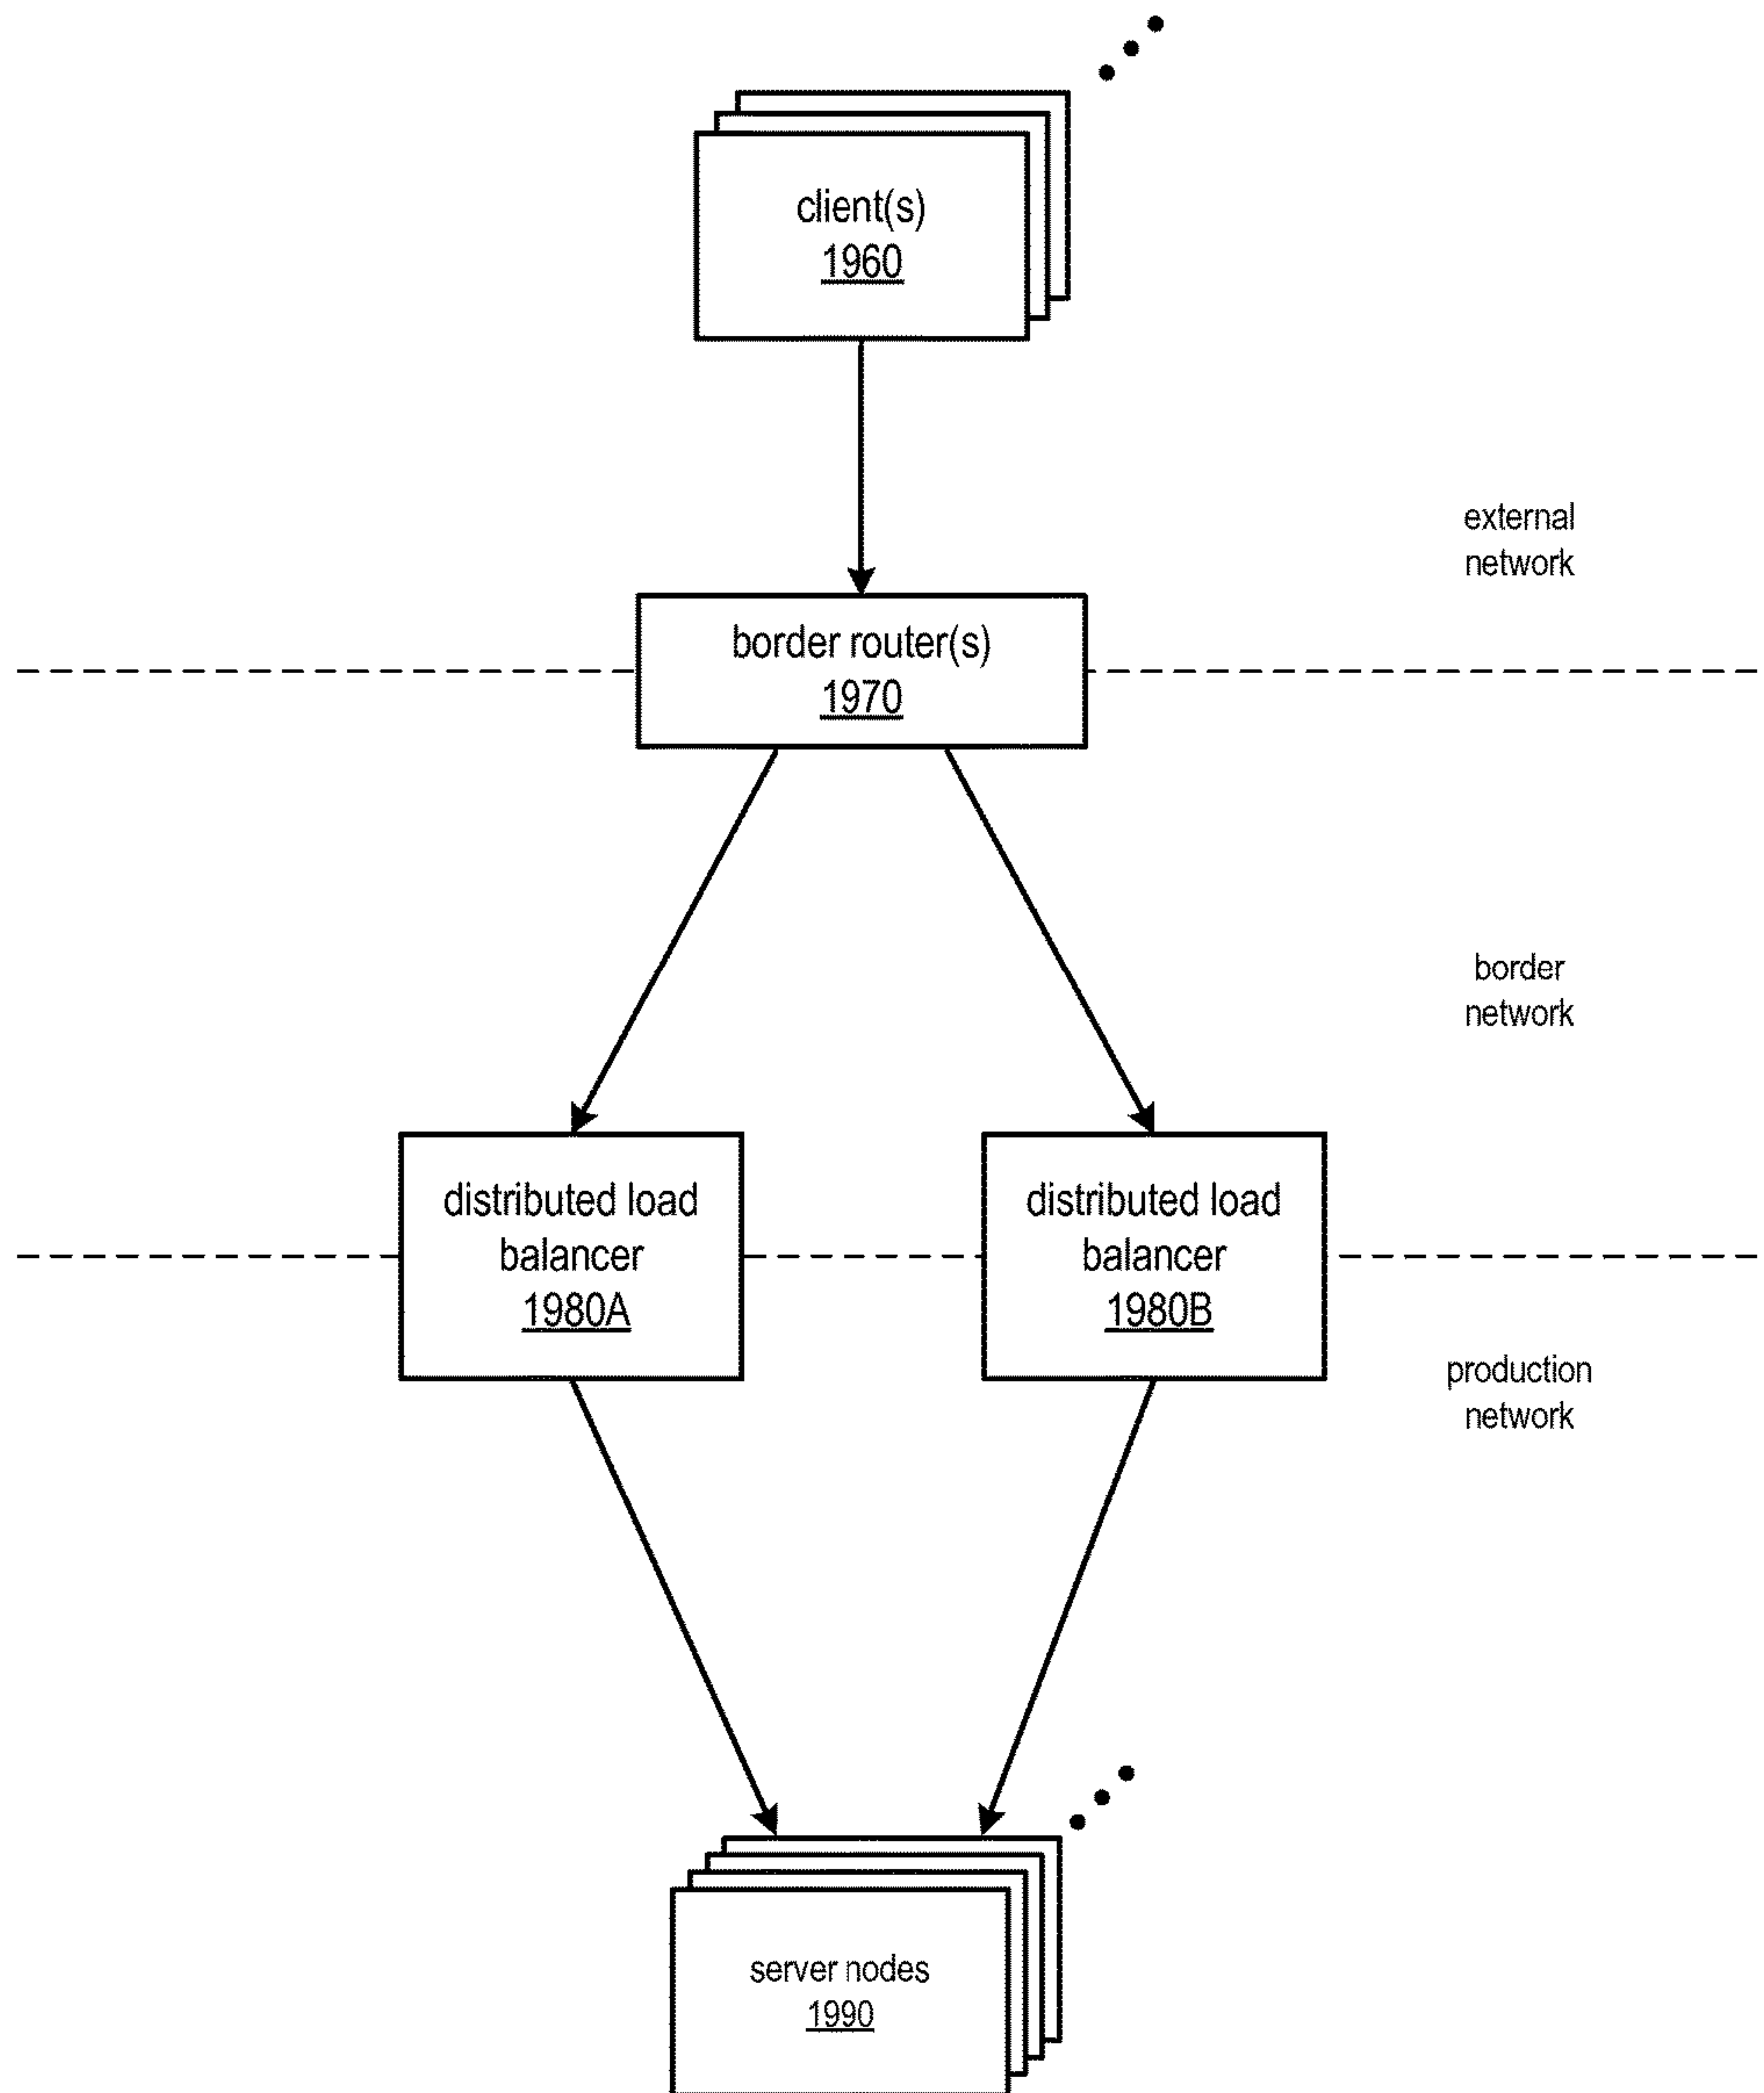 client(s)
1960
external
network
border router(s)
1970
border
network
distributed load
balancer
1980A
distributed load
balancer
1980B
production
network
server nodes
1990